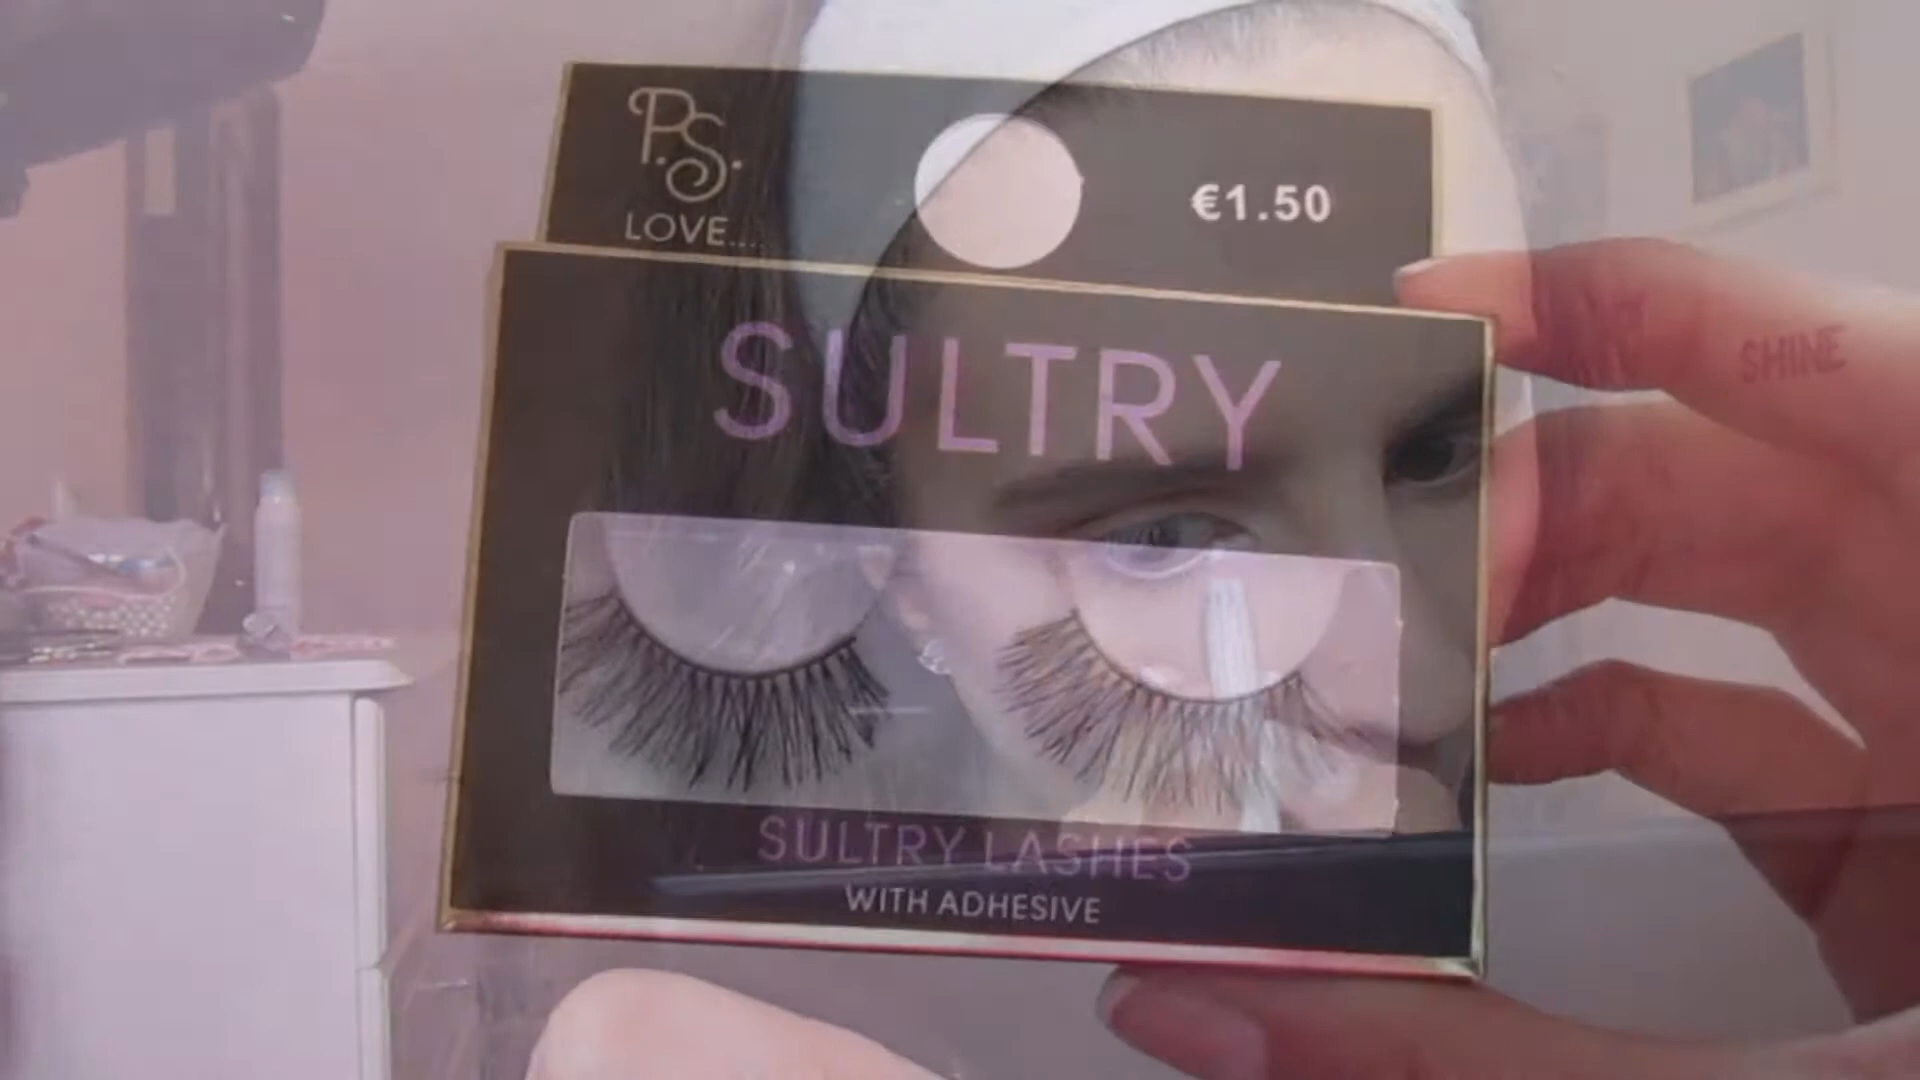 P.S.
LOVE....
€1.50
SULTRY
SULTRY LASHES
WITH ADHESIVE
SHINE